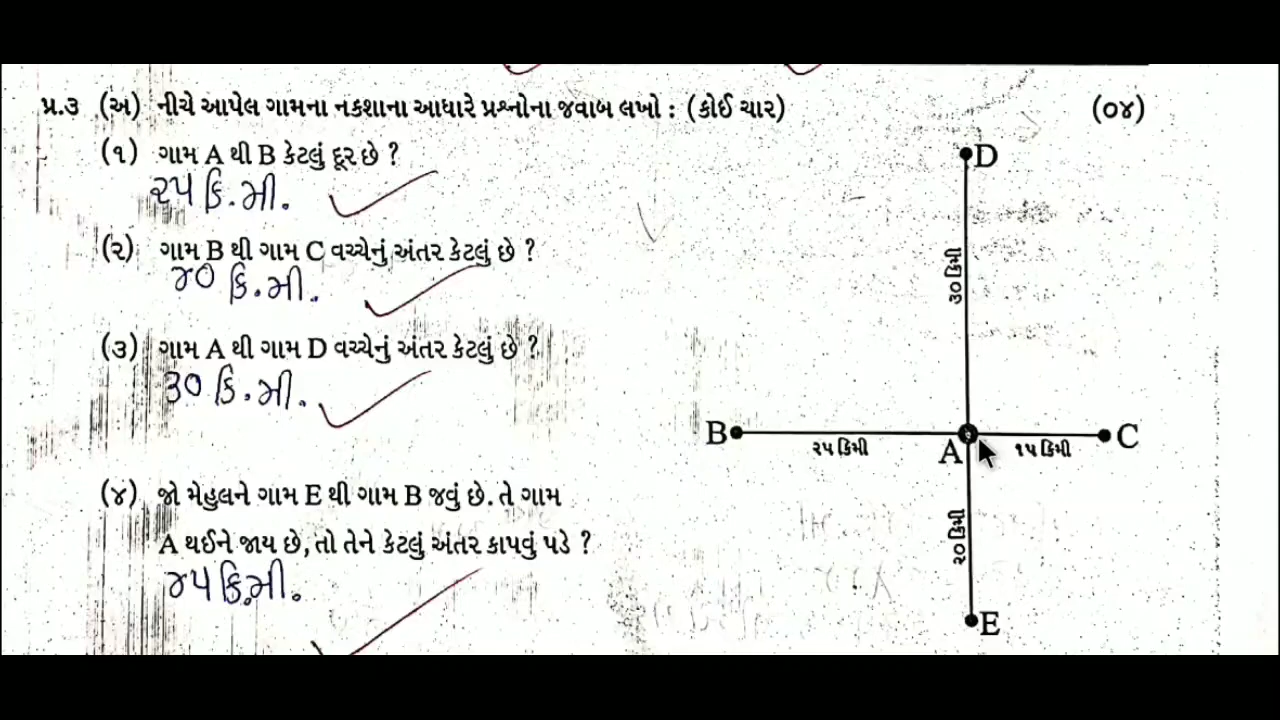 પ્ર.૩ (અ) નીચે આપેલ ગામના નકશાના આધારે પ્રશ્નોના જવાબ લખો : (કોઈ ચાર) (૦૪)
(૧) ગામ A થી B કેટલું દૂર છે ?
૨૫ કિ.મી.
(૨) ગામ B થી ગામ C વચ્ચેનું અંતર કેટલું છે ?
૪૦ કિ.મી.
(૩) ગામ A થી ગામ D વચ્ચેનું અંતર કેટલું છે ?
૩૦ કિ.મી.
(૪) જો મેહુલને ગામ E થી ગામ B જવું છે. તે ગામ
A થઈને જાય છે, તો તેને કેટલું અંતર કાપવું પડે ?
૪૫ કિ.મી.
D
૩૦ કિમી
B
૨૫ કિમી
A
૧૫ કિમી
C
૨૦ કિમી
E